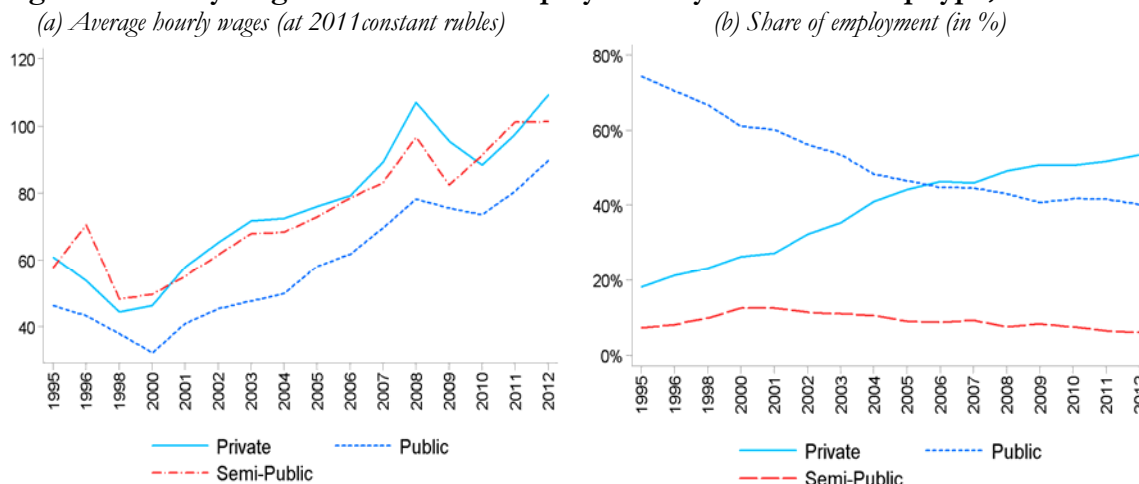 (a) Average hourly wages (at 2011constant rubles)
120
100
80
60
40
1995 1996 1998 2000 2001 2002 2003 2004 2005 2006 2007 2008 2009 2010 2011 2012
Private Public
Semi-Public
(b) Share of employment (in %)
80%
60%
40%
20%
0%
1995 1996 1998 2000 2001 2002 2003 2004 2005 2006 2007 2008 2009 2010 2011 2012
Private Public
Semi-Public